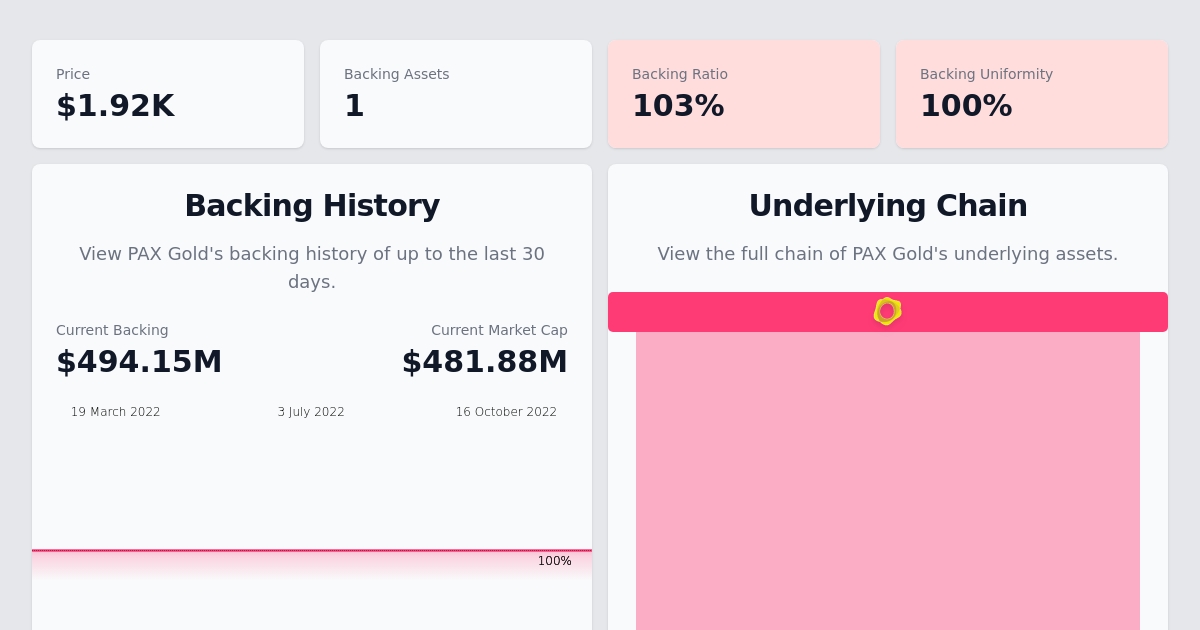 Price
$1.92K
Backing Assets
1
Backing Ratio
103%
Backing Uniformity
100%
Backing History
View PAX Gold's backing history of up to the last 30
days.
Current Backing
$494.15M
Current Market Cap
$481.88M
19 March 2022
3 July 2022
16 October 2022
100%
Underlying Chain
View the full chain of PAX Gold's underlying assets.